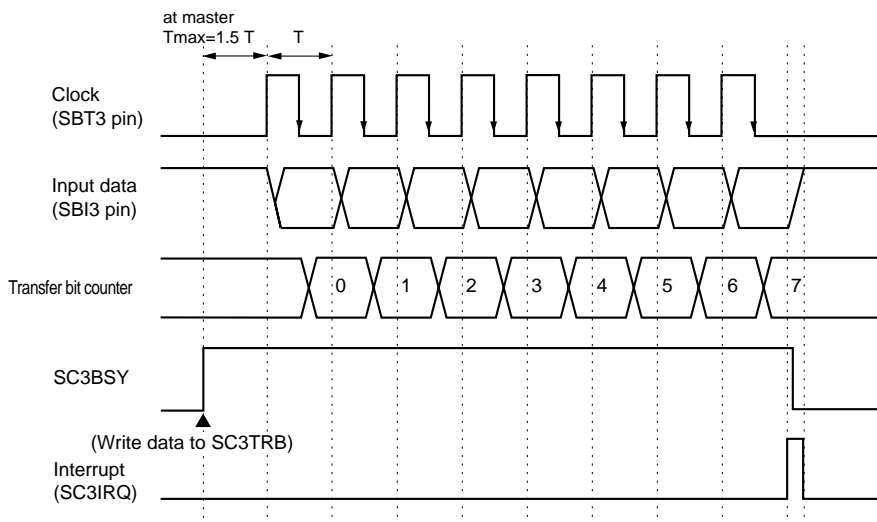 at master
Tmax=1.5 T
T
Clock
(SBT3 pin)
Input data
(SBI3 pin)
Transfer bit counter
0 1 2 3 4 5 6 7
SC3BSY
(Write data to SC3TRB)
Interrupt
(SC3IRQ)